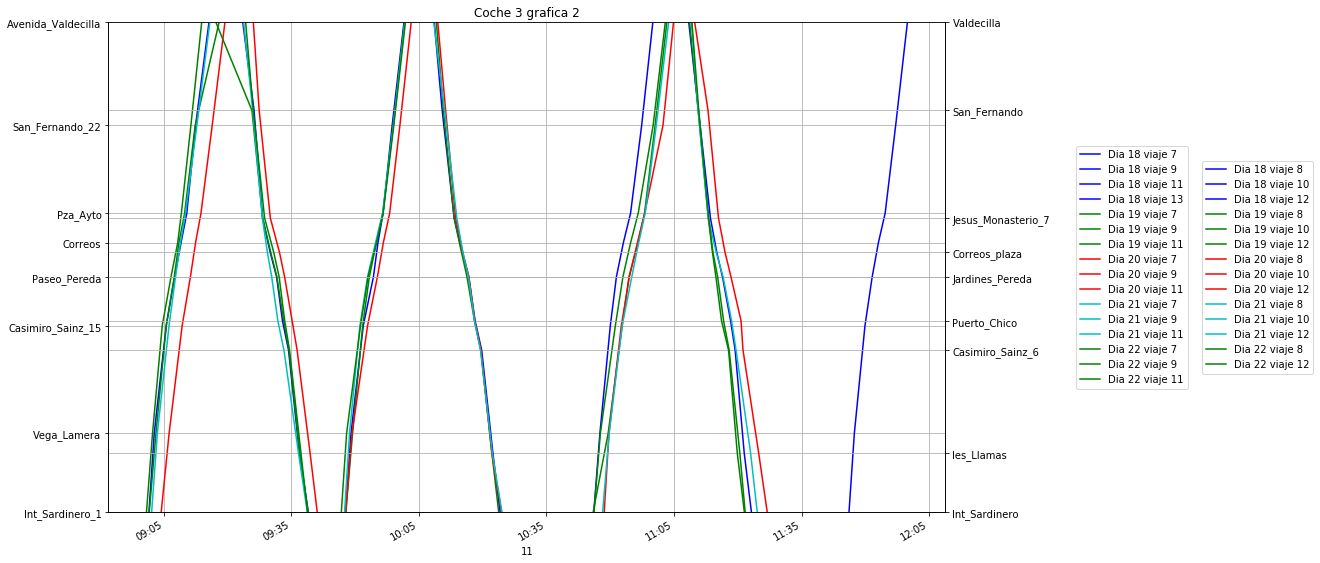 Coche 3 grafica 2
Avenida_Valdecilla
San_Fernando_22
Pza_Ayto
Correos
Paseo_Pereda
Casimiro_Sainz_15
Vega_Lamera
Int_Sardinero_1
Valdecilla
San_Fernando
Jesus_Monasterio_7
Correos_plaza
Jardines_Pereda
Puerto_Chico
Casimiro_Sainz_6
Ies_Llamas
Int_Sardinero
09:05
09:35
10:05
10:35
11:05
11:35
12:05
11
Dia 18 viaje 7
Dia 18 viaje 9
Dia 18 viaje 11
Dia 18 viaje 13
Dia 19 viaje 7
Dia 19 viaje 9
Dia 19 viaje 11
Dia 20 viaje 7
Dia 20 viaje 9
Dia 20 viaje 11
Dia 21 viaje 7
Dia 21 viaje 9
Dia 21 viaje 11
Dia 22 viaje 7
Dia 22 viaje 9
Dia 22 viaje 11
Dia 18 viaje 8
Dia 18 viaje 10
Dia 18 viaje 12
Dia 19 viaje 8
Dia 19 viaje 10
Dia 19 viaje 12
Dia 20 viaje 8
Dia 20 viaje 10
Dia 20 viaje 12
Dia 21 viaje 8
Dia 21 viaje 10
Dia 21 viaje 12
Dia 22 viaje 8
Dia 22 viaje 12